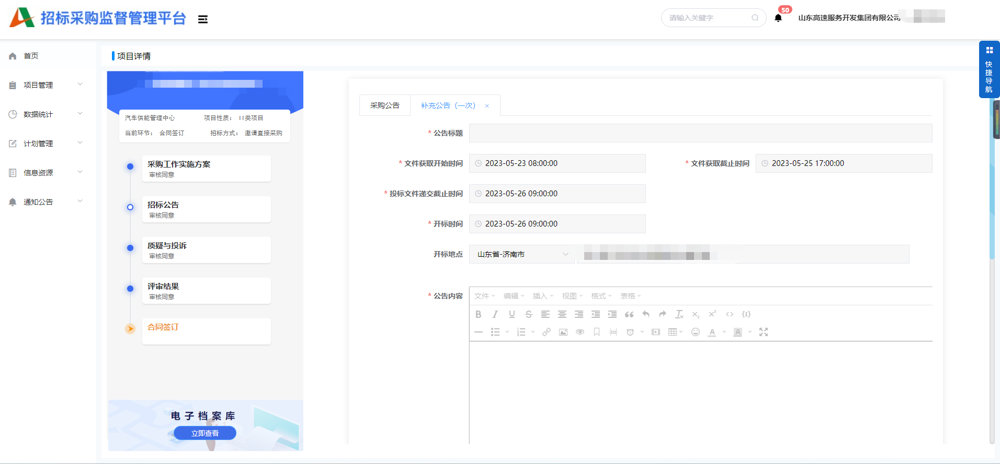 招标采购监督管理平台
请输入关键字
50
山东高速服务开发集团有限公司
首页
项目管理
数据统计
计划管理
信息资源
通知公告
快捷导航
项目详情
汽车供能管理中心 项目性质： II类项目
当前环节： 合同签订 招标方式： 邀请直接采购
采购工作实施方案
审核同意
招标公告
审核同意
质疑与投诉
审核同意
评审结果
审核同意
合同签订
电子档案库
立即查看
采购公告 补充公告（一次） ×
* 公告标题
* 文件获取开始时间 2023-05-23 08:00:00 * 文件获取截止时间 2023-05-25 17:00:00
* 投标文件递交截止时间 2023-05-26 09:00:00
* 开标时间 2023-05-26 09:00:00
开标地点 山东省-济南市
* 公告内容 文件 编辑 插入 视图 格式 表格